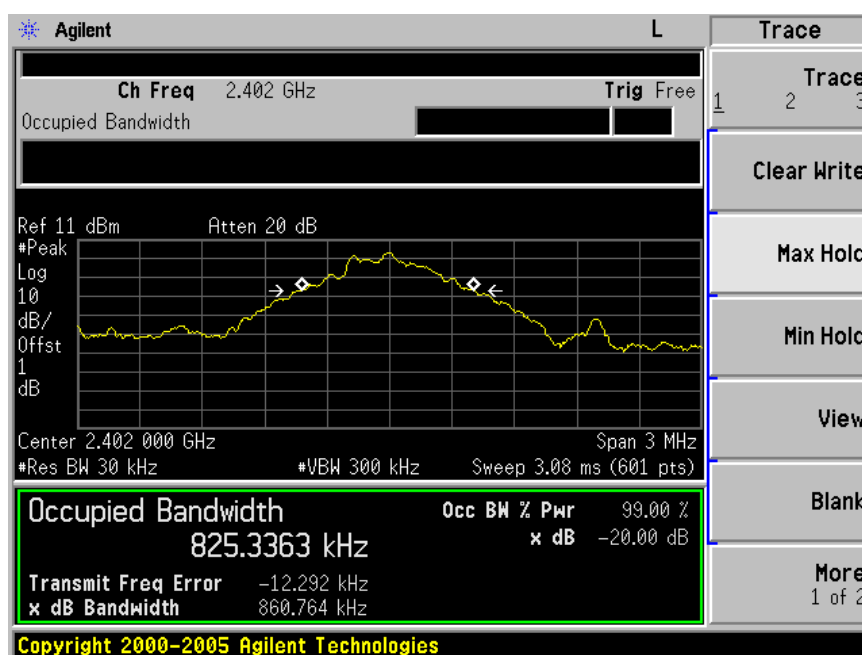 Agilent L Trace
Ch Freq 2.402 GHz Trig Free
Occupied Bandwidth
Trace
1 2 3
Clear Write
Max Hold
Min Hold
View
Blank
More
1 of 2
Ref 11 dBm Atten 20 dB
#Peak
Log
10
dB/
Offst
1
dB
Center 2.402 000 GHz Span 3 MHz
#Res BW 30 kHz #VBW 300 kHz Sweep 3.08 ms (601 pts)
Occupied Bandwidth
825.3363 kHz
Occ BW % Pwr 99.00 %
x dB -20.00 dB
Transmit Freq Error -12.292 kHz
x dB Bandwidth 860.764 kHz
Copyright 2000-2005 Agilent Technologies